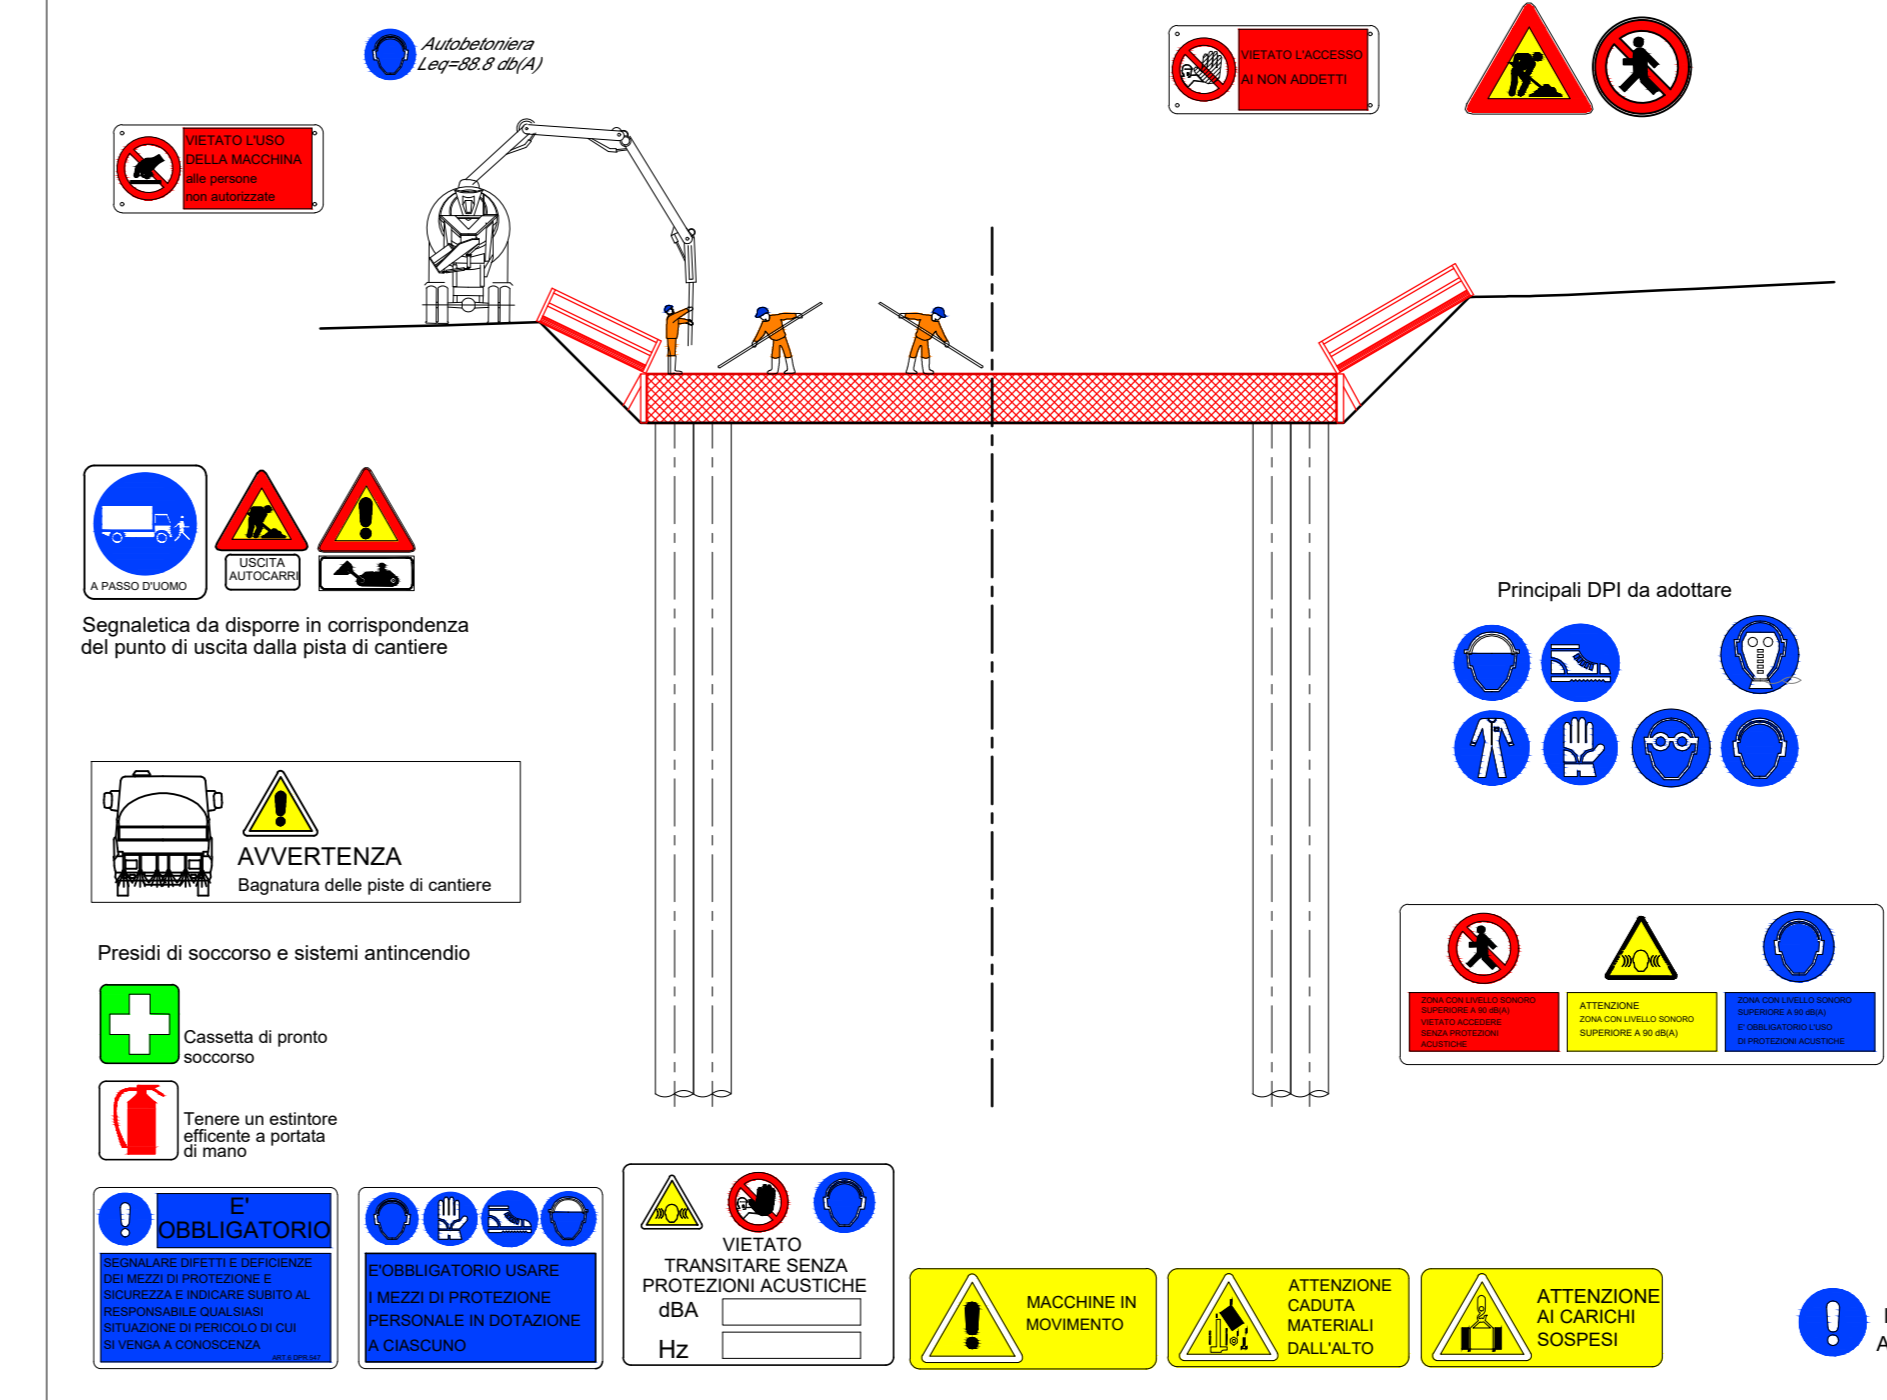 Autobetoniera
Leq=88.8 db(A)
VIETATO L'ACCESSO
AI NON ADDETTI
VIETATO L'USO
DELLA MACCHINA
alle persone
non autorizzate
A PASSO D'UOMO
USCITA
AUTOCARRI
Segnaletica da disporre in corrispondenza
del punto di uscita dalla pista di cantiere
Principali DPI da adottare
AVVERTENZA
Bagnatura delle piste di cantiere
Presidi di soccorso e sistemi antincendio
Cassetta di pronto
soccorso
Tenere un estintore
efficente a portata
di mano
ZONA CON LIVELLO SONORO
SUPERIORE A 90 dB(A)
VIETATO ACCEDERE
SENZA PROTEZIONI
ACUSTICHE
ATTENZIONE
ZONA CON LIVELLO SONORO
SUPERIORE A 90 dB(A)
ZONA CON LIVELLO SONORO
SUPERIORE A 90 dB(A)
E' OBBLIGATORIO L'USO
DI PROTEZIONI ACUSTICHE
E'
OBBLIGATORIO
SEGNALARE DIFETTI E DEFICIENZE
DEI MEZZI DI PROTEZIONE E
SICUREZZA E INDICARE SUBITO AL
RESPONSABILE QUALSIASI
SITUAZIONE DI PERICOLO DI CUI
SI VENGA A CONOSCENZA
ART.6 DPR.547
E'OBBLIGATORIO USARE
I MEZZI DI PROTEZIONE
PERSONALE IN DOTAZIONE
A CIASCUNO
VIETATO
TRANSITARE SENZA
PROTEZIONI ACUSTICHE
dBA
Hz
MACCHINE IN
MOVIMENTO
ATTENZIONE
CADUTA
MATERIALI
DALL'ALTO
ATTENZIONE
AI CARICHI
SOSPESI